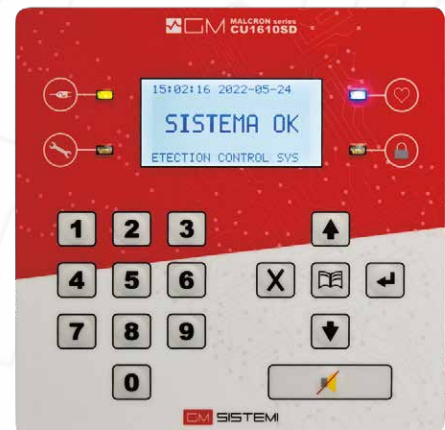 GM MALCRON series
CU1610SD
15:02:16 2022-05-24
SISTEMA OK
ETECTION CONTROL SYS
1 2 3
4 5 6 X
7 8 9
0
GM SISTEMI